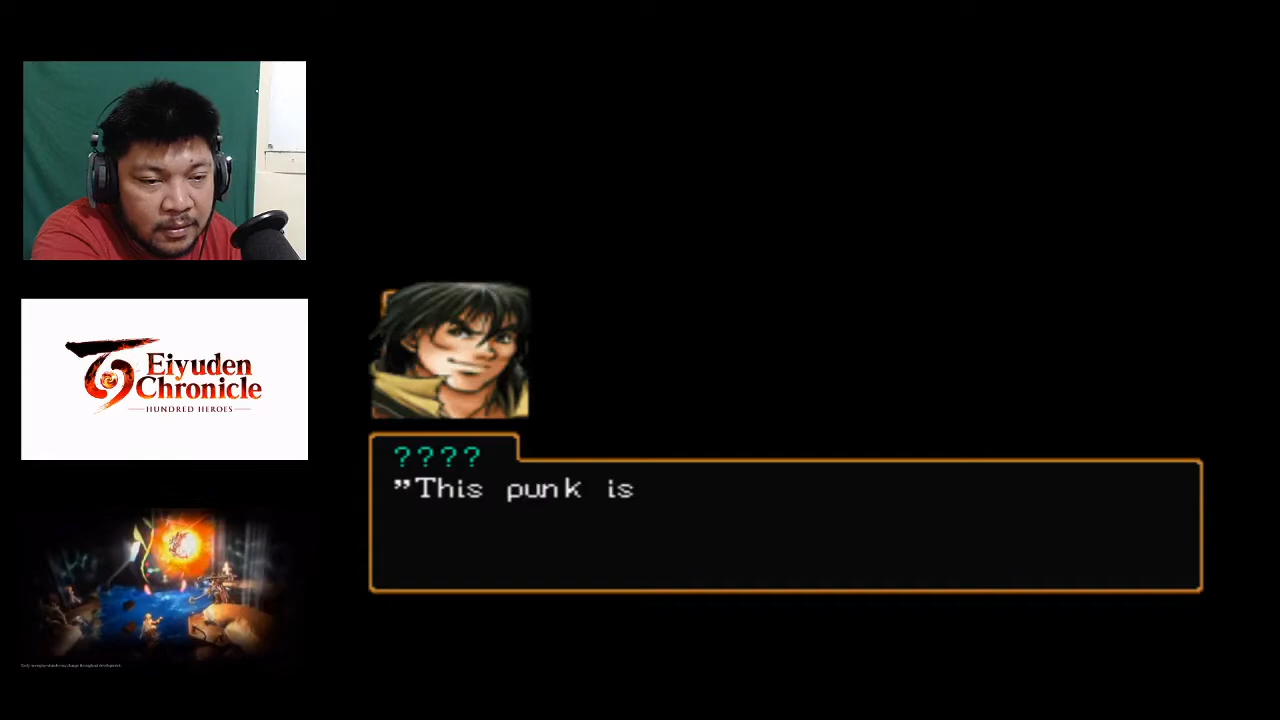 Eiyuden
Chronicle
HUNDRED HEROES
????
”This punk is